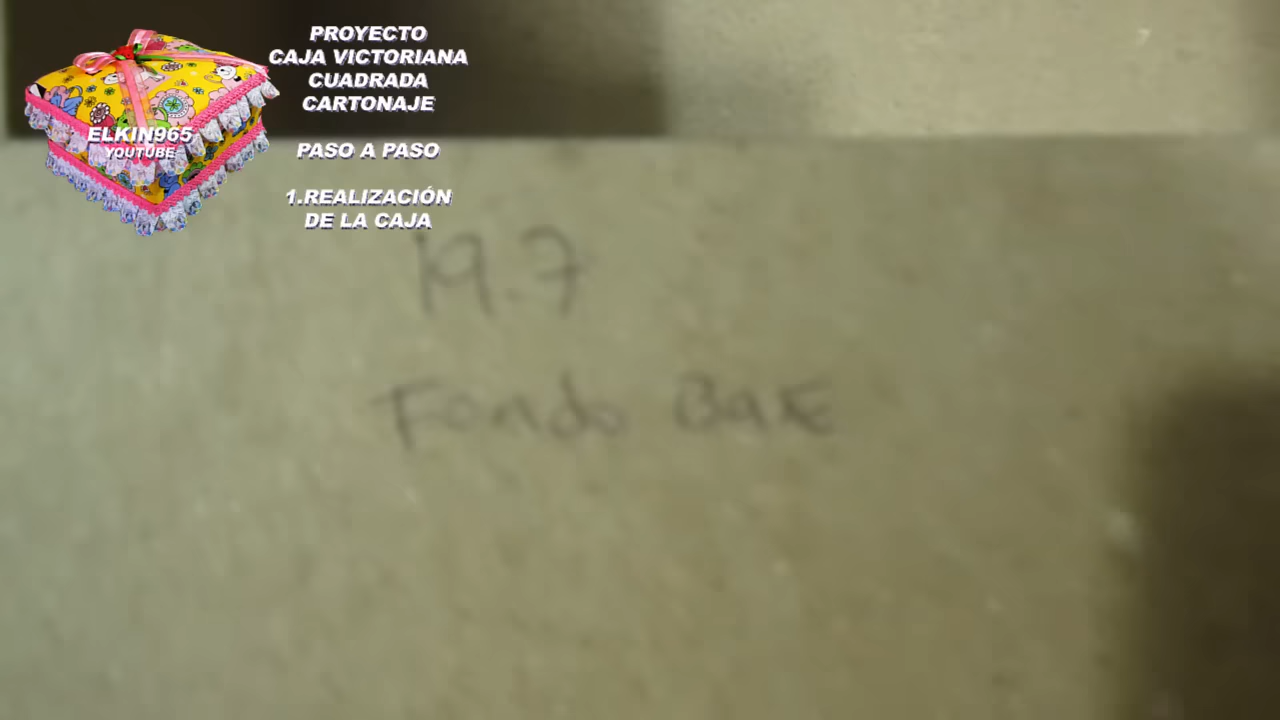 PROYECTO
CAJA VICTORIANA
CUADRADA
CARTONAJE
PASO A PASO
1.REALIZACIÓN
DE LA CAJA
ELKIN965
YOUTUBE
19.7
Fondo Base